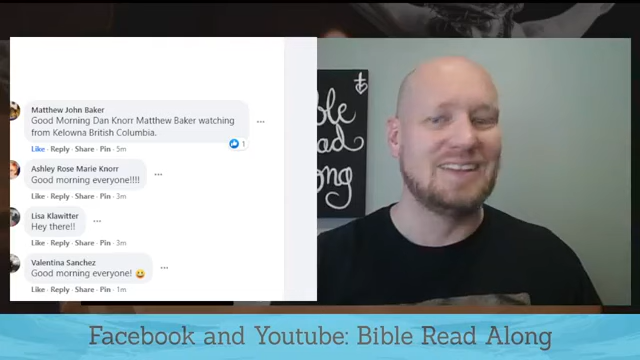 Matthew John Baker
Good Morning Dan Knorr Matthew Baker watching
from Kelowna British Columbia.
Like · Reply · Share · Pin · 5m
1
Ashley Rose Marie Knorr
Good morning everyone!!!!
Like · Reply · Share · Pin · 3m
Lisa Klawitter
Hey there!!
Like · Reply · Share · Pin · 3m
Valentina Sanchez
Good morning everyone! 😀
Like · Reply · Share · Pin · 1m
ble
ead
ong
Facebook and Youtube: Bible Read Along